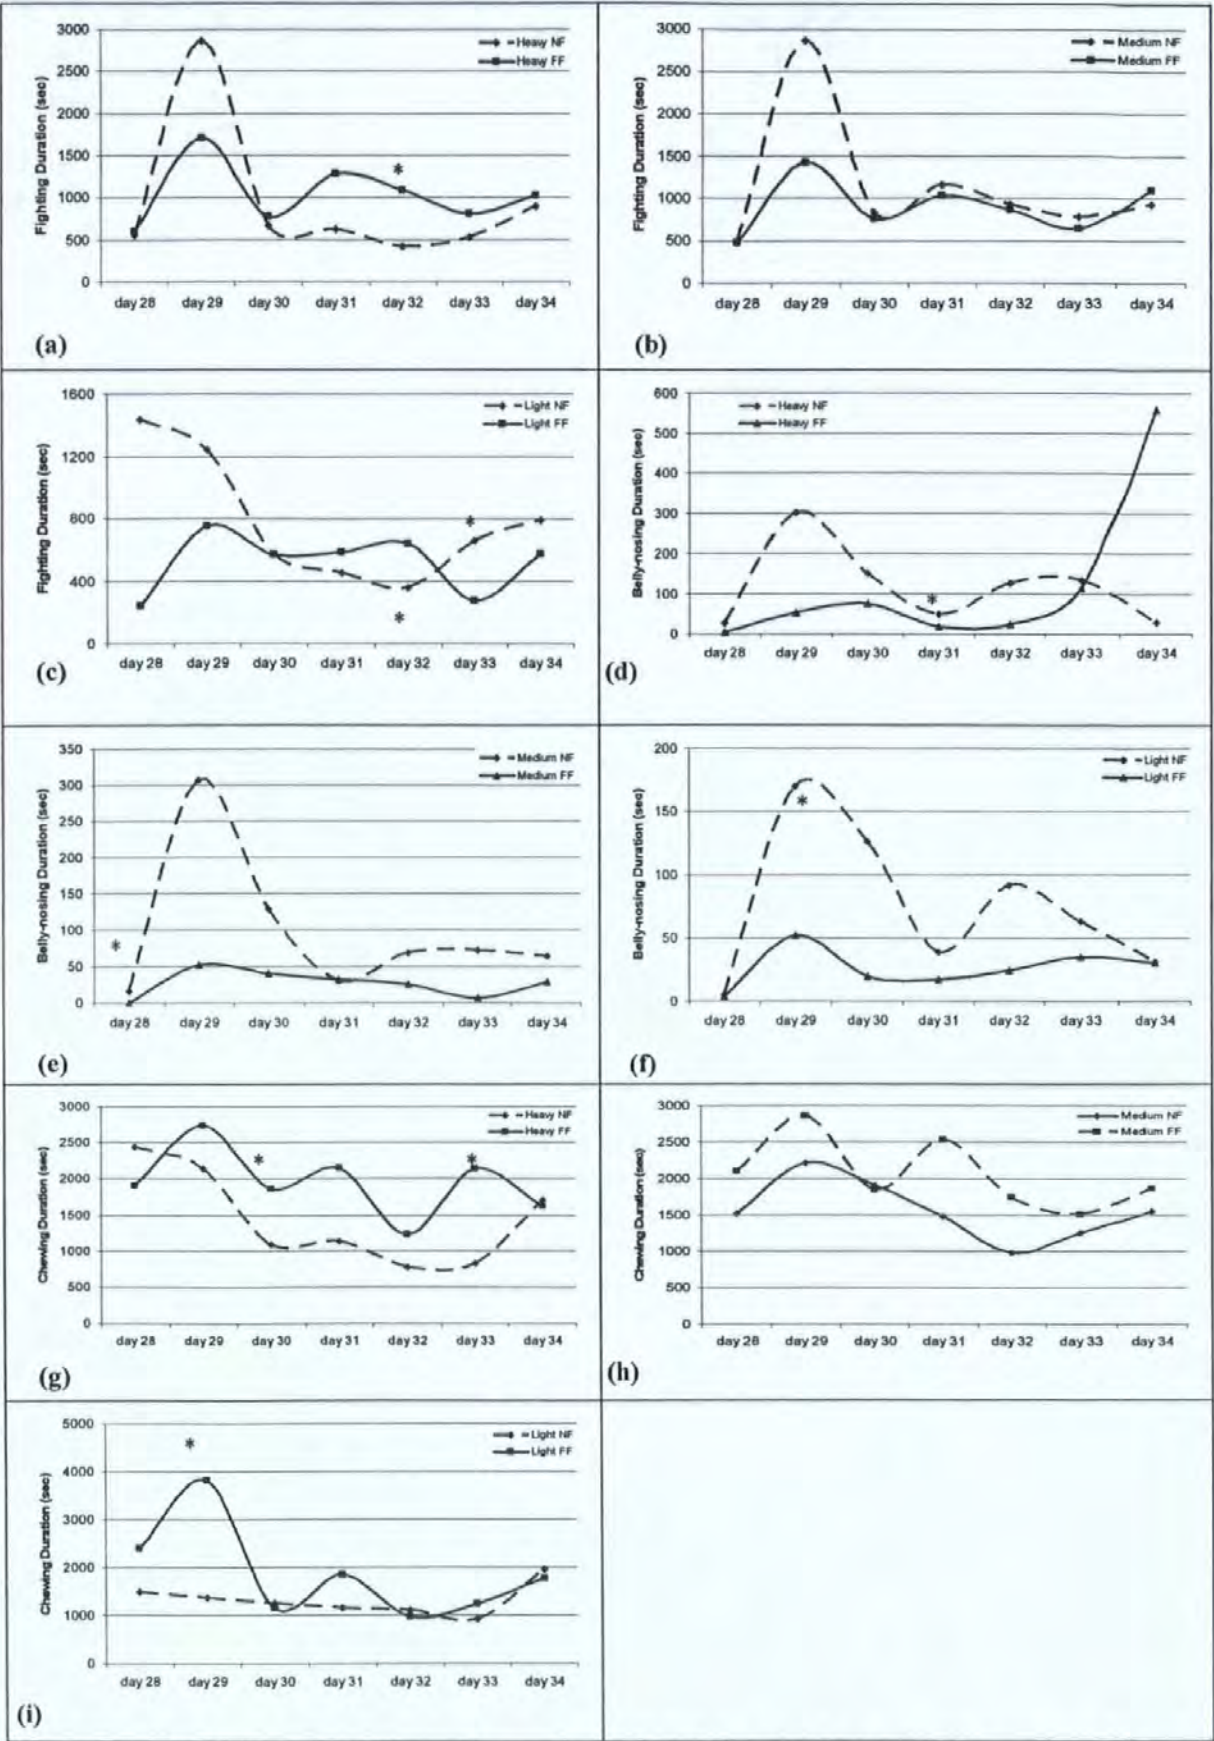 3000
2500
2000
1500
1000
500
0
Fighting Duration (sec)
Heavy NF
Heavy FF
*
day 28 day 29 day 30 day 31 day 32 day 33 day 34
(a)
3000
2500
2000
1500
1000
500
0
Fighting Duration (sec)
Medium NF
Medium FF
day 28 day 29 day 30 day 31 day 32 day 33 day 34
(b)
1600
1200
800
400
0
Fighting Duration (sec)
Light NF
Light FF
*
*
day 28 day 29 day 30 day 31 day 32 day 33 day 34
(c)
600
500
400
300
200
100
0
Belly-nosing Duration (sec)
Heavy NF
Heavy FF
*
day 28 day 29 day 30 day 31 day 32 day 33 day 34
(d)
350
300
250
200
150
100
50
0
Belly-nosing Duration (sec)
Medium NF
Medium FF
*
day 28 day 29 day 30 day 31 day 32 day 33 day 34
(e)
200
150
100
50
0
Belly-nosing Duration (sec)
Light NF
Light FF
*
day 28 day 29 day 30 day 31 day 32 day 33 day 34
(f)
3000
2500
2000
1500
1000
500
0
Chewing Duration (sec)
Heavy NF
Heavy FF
* *
day 28 day 29 day 30 day 31 day 32 day 33 day 34
(g)
3000
2500
2000
1500
1000
500
0
Chewing Duration (sec)
Medium NF
Medium FF
day 28 day 29 day 30 day 31 day 32 day 33 day 34
(h)
5000
4000
3000
2000
1000
0
Chewing Duration (sec)
Light NF
Light FF
*
day 28 day 29 day 30 day 31 day 32 day 33 day 34
(i)